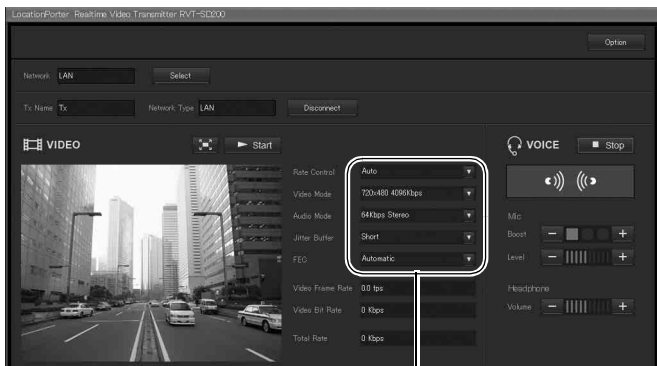 LocationPorter Realtime Video Transmitter RVT-SD200
Option
Network LAN Select
Tx Name Tx Network Type LAN Disconnect
VIDEO Start
Rate Control Auto
Video Mode 720x480 4096Kbps
Audio Mode 64Kbps Stereo
Jitter Buffer Short
FEC Automatic
Video Frame Rate 0.0 fps
Video Bit Rate 0 Kbps
Total Rate 0 Kbps
VOICE Stop
Mic
Boost
Level
Headphone
Volume